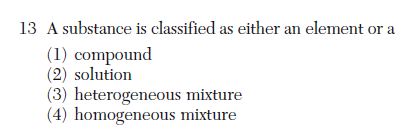 13 A substance is classified as either an element or a
(1) compound
(2) solution
(3) heterogeneous mixture
(4) homogeneous mixture